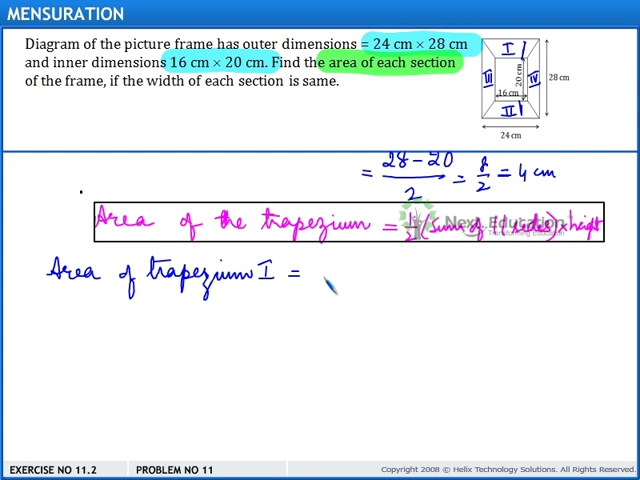 MENSURATION
Diagram of the picture frame has outer dimensions = 24 cm × 28 cm
and inner dimensions 16 cm × 20 cm. Find the area of each section
of the frame, if the width of each section is same.
I
III
20 cm
IV
28 cm
16 cm
II
24 cm
= 28 - 20 / 2 = 8/2 = 4 cm
Area of the trapezium = 1/2 (sum of || sides) × height
Next Education
Transforming Education
Area of trapezium I =
EXERCISE NO 11.2
PROBLEM NO 11
Copyright 2008 © Helix Technology Solutions. All Rights Reserved.